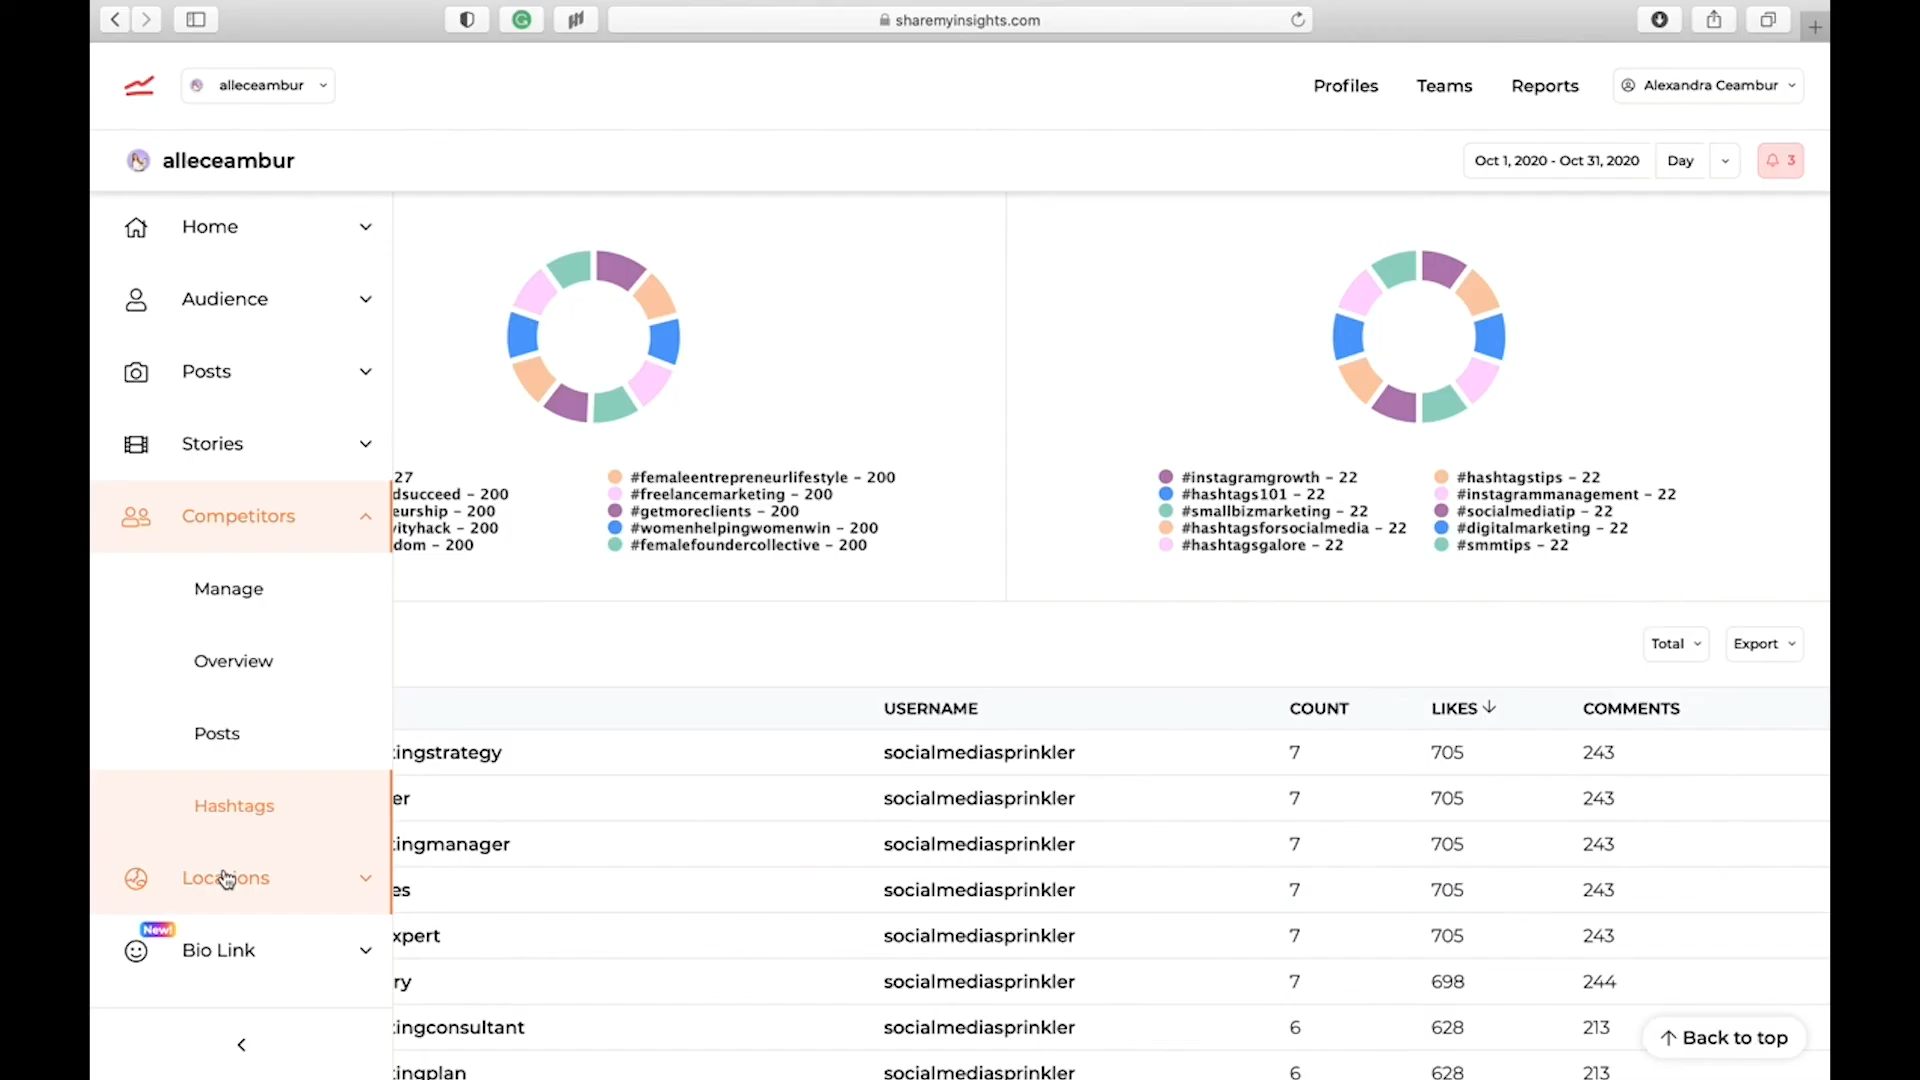 sharemyinsights.com
alleceambur
Profiles
Teams
Reports
Alexandra Ceambur
alleceambur
Oct 1, 2020 - Oct 31, 2020
Day
3
Home
Audience
Posts
Stories
Competitors
Manage
Overview
Posts
Hashtags
Locations
New!
Bio Link
27
dsucceed - 200
eurship - 200
vityhack - 200
dom - 200
#femaleentrepreneurlifestyle - 200
#freelancemarketing - 200
#getmoreclients - 200
#womenhelpingwomenwin - 200
#femalefoundercollective - 200
#instagramgrowth - 22
#hashtags101 - 22
#smallbizmarketing - 22
#hashtagsforsocialmedia - 22
#hashtagsgalore - 22
#hashtagstips - 22
#instagrammanagement - 22
#socialmediatip - 22
#digitalmarketing - 22
#smmtips - 22
Total
Export
USERNAME COUNT LIKES COMMENTS
tingstrategy socialmediasprinkler 7 705 243
er socialmediasprinkler 7 705 243
tingmanager socialmediasprinkler 7 705 243
es socialmediasprinkler 7 705 243
xpert socialmediasprinkler 7 705 243
ry socialmediasprinkler 7 698 244
tingconsultant socialmediasprinkler 6 628 213
tingplan socialmediasprinkler 6 628 213
Back to top